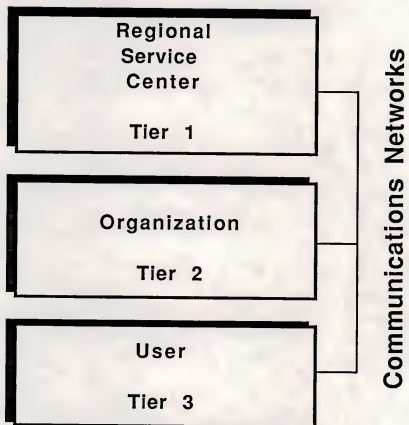 Regional
Service
Center
Tier 1
Organization
Tier 2
User
Tier 3
Communications Networks